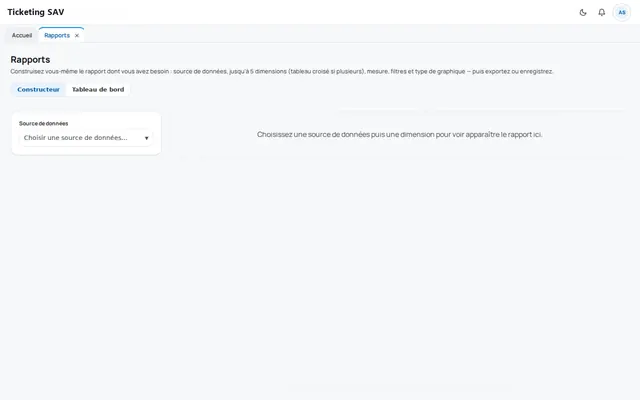 Ticketing SAV
AS
Accueil
Rapports ×
Rapports
Construisez vous-même le rapport dont vous avez besoin : source de données, jusqu'à 5 dimensions (tableau croisé si plusieurs), mesure, filtres et type de graphique — puis exportez ou enregistrez.
Constructeur
Tableau de bord
Source de données
Choisir une source de données...
Choisissez une source de données puis une dimension pour voir apparaître le rapport ici.